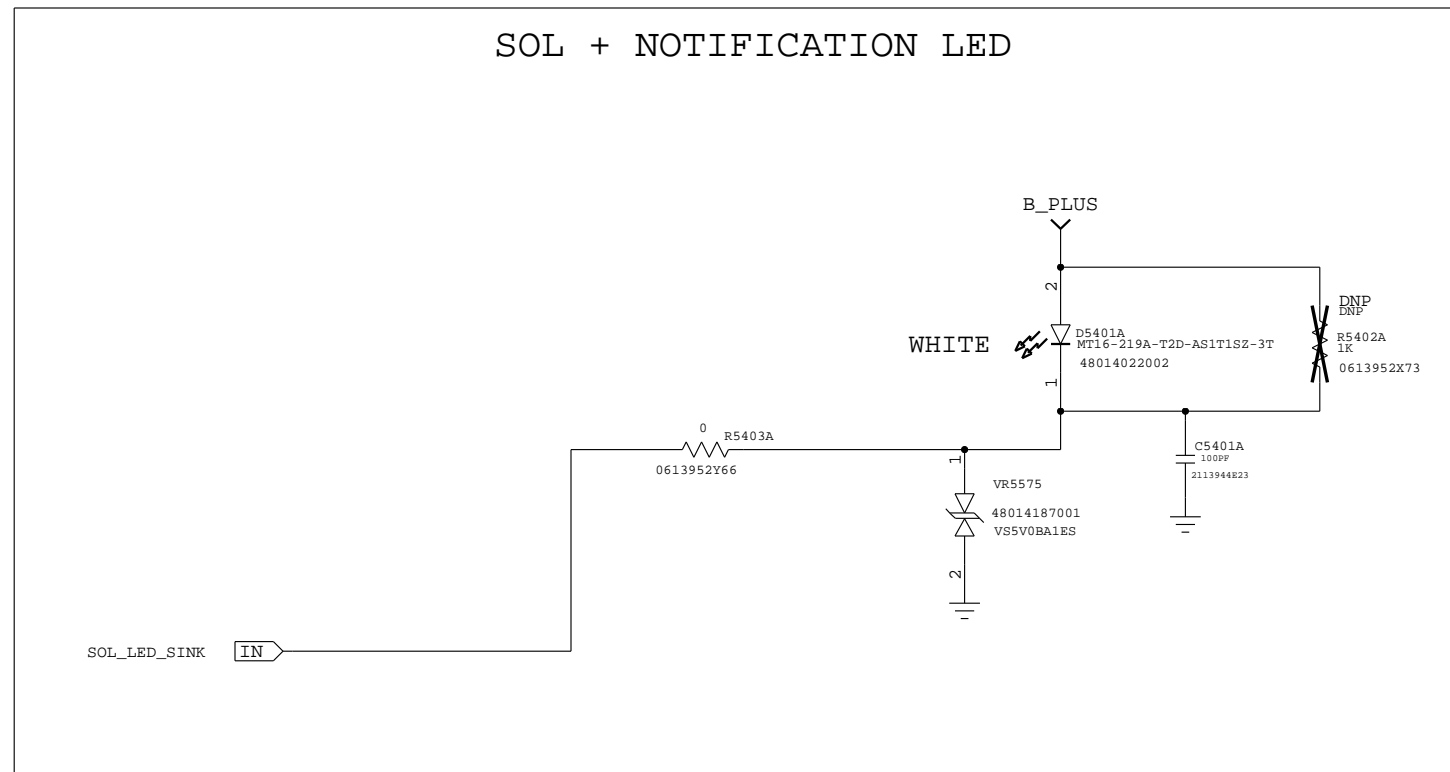 SOL + NOTIFICATION LED
B_PLUS
2
DNP
DNP
D5401A
R5402A
WHITE
MT16-219A-T2D-AS1T1SZ-3T
1K
48014022002
0613952X73
1
0
R5403A
C5401A
0613952Y66
1
100PF
2113944E23
VR5575
48014187001
VS5V0BA1ES
2
SOL_LED_SINK
IN